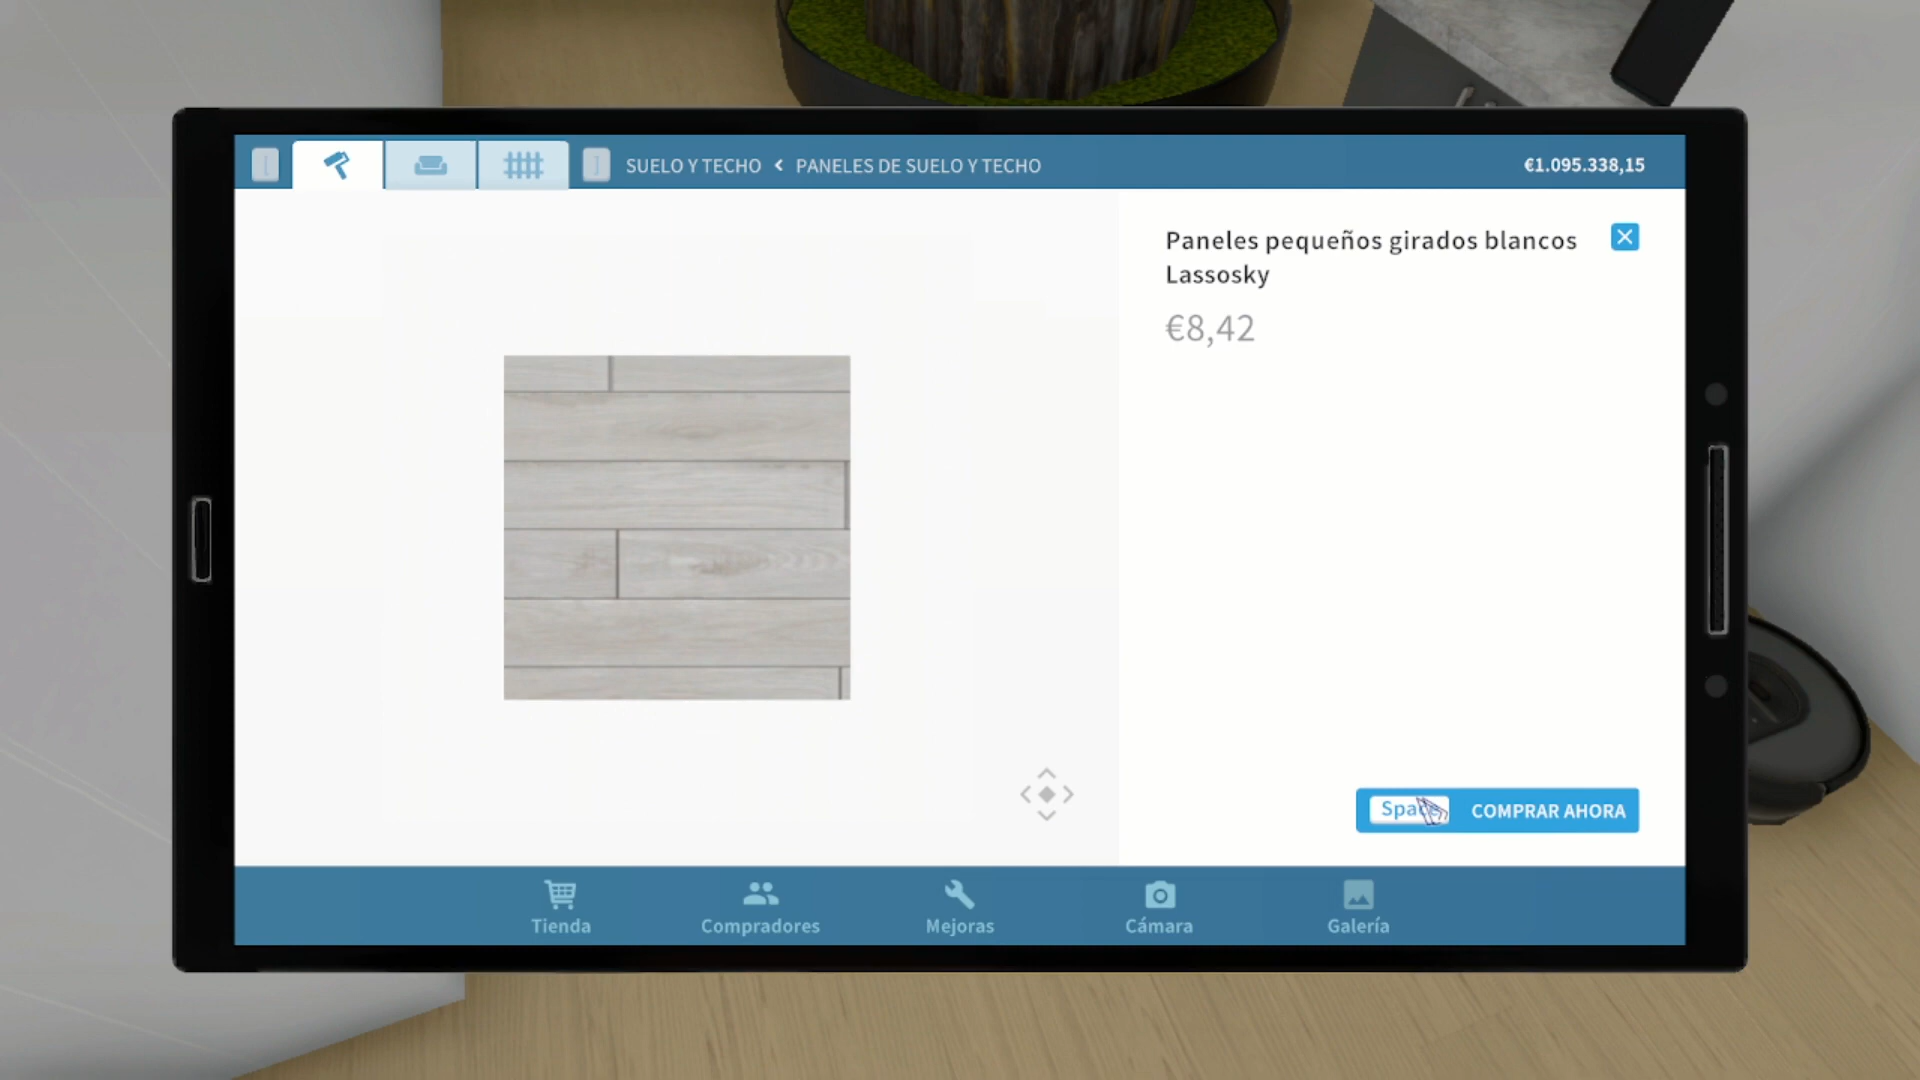 [
]
SUELO Y TECHO < PANELES DE SUELO Y TECHO
€1.095.338,15
Paneles pequeños girados blancos
Lassosky
€8,42
Space
COMPRAR AHORA
Tienda
Compradores
Mejoras
Cámara
Galería